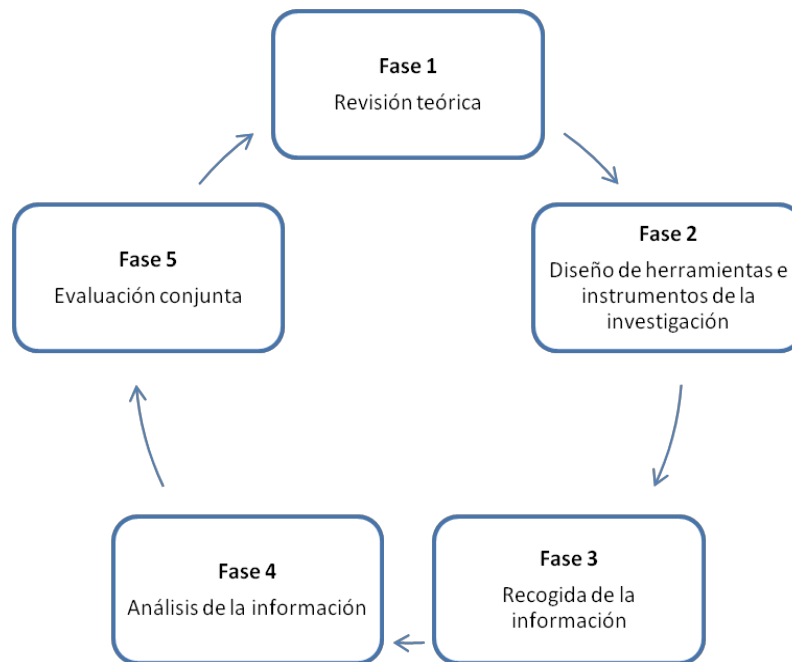 Fase 1
Revisión teórica
Fase 2
Diseño de herramientas e
instrumentos de la
investigación
Fase 3
Recogida de la
información
Fase 4
Análisis de la información
Fase 5
Evaluación conjunta